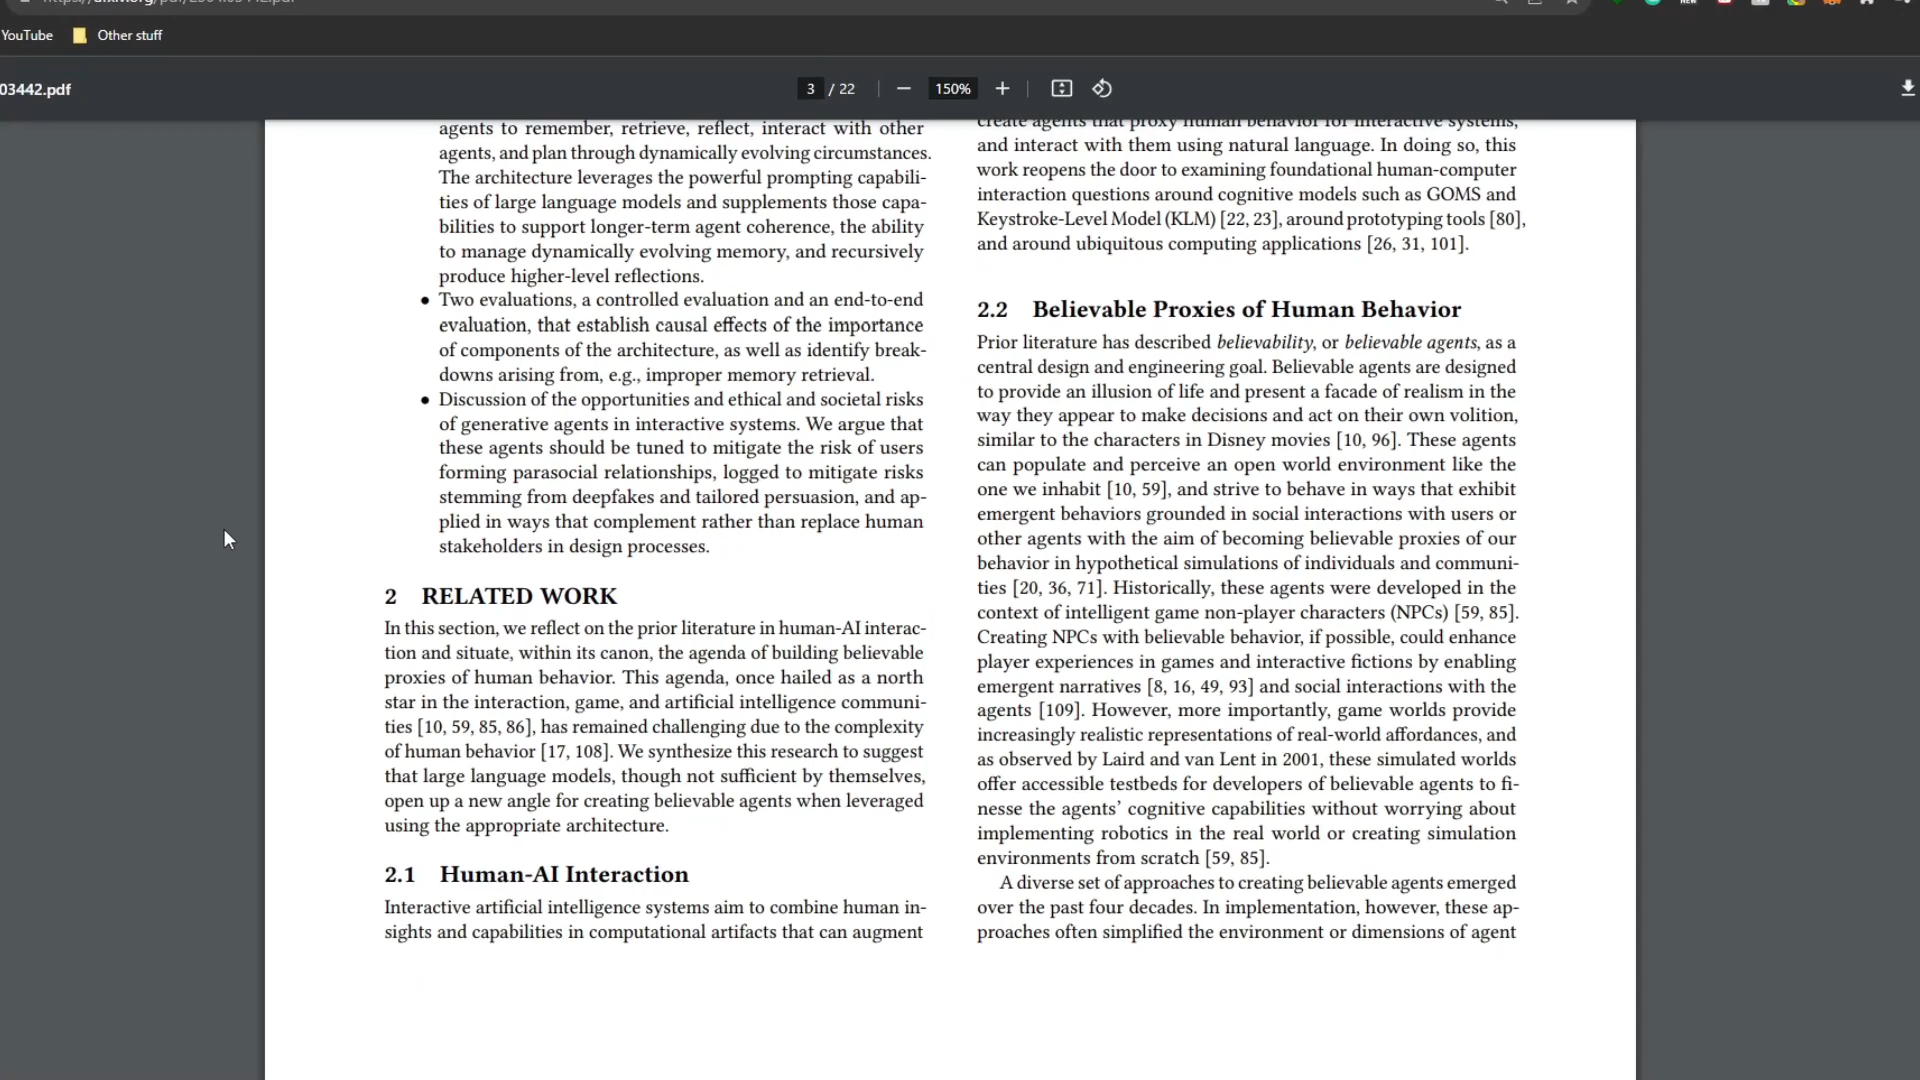 YouTube
Other stuff
03442.pdf
3 / 22
150%
agents to remember, retrieve, reflect, interact with other
agents, and plan through dynamically evolving circumstances.
The architecture leverages the powerful prompting capabili-
ties of large language models and supplements those capa-
bilities to support longer-term agent coherence, the ability
to manage dynamically evolving memory, and recursively
produce higher-level reflections.
• Two evaluations, a controlled evaluation and an end-to-end
evaluation, that establish causal effects of the importance
of components of the architecture, as well as identify break-
downs arising from, e.g., improper memory retrieval.
• Discussion of the opportunities and ethical and societal risks
of generative agents in interactive systems. We argue that
these agents should be tuned to mitigate the risk of users
forming parasocial relationships, logged to mitigate risks
stemming from deepfakes and tailored persuasion, and ap-
plied in ways that complement rather than replace human
stakeholders in design processes.
2 RELATED WORK
In this section, we reflect on the prior literature in human-AI interac-
tion and situate, within its canon, the agenda of building believable
proxies of human behavior. This agenda, once hailed as a north
star in the interaction, game, and artificial intelligence communi-
ties [10, 59, 85, 86], has remained challenging due to the complexity
of human behavior [17, 108]. We synthesize this research to suggest
that large language models, though not sufficient by themselves,
open up a new angle for creating believable agents when leveraged
using the appropriate architecture.
2.1 Human-AI Interaction
Interactive artificial intelligence systems aim to combine human in-
sights and capabilities in computational artifacts that can augment
create agents that proxy human behavior for interactive systems,
and interact with them using natural language. In doing so, this
work reopens the door to examining foundational human-computer
interaction questions around cognitive models such as GOMS and
Keystroke-Level Model (KLM) [22, 23], around prototyping tools [80],
and around ubiquitous computing applications [26, 31, 101].
2.2 Believable Proxies of Human Behavior
Prior literature has described believability, or believable agents, as a
central design and engineering goal. Believable agents are designed
to provide an illusion of life and present a facade of realism in the
way they appear to make decisions and act on their own volition,
similar to the characters in Disney movies [10, 96]. These agents
can populate and perceive an open world environment like the
one we inhabit [10, 59], and strive to behave in ways that exhibit
emergent behaviors grounded in social interactions with users or
other agents with the aim of becoming believable proxies of our
behavior in hypothetical simulations of individuals and communi-
ties [20, 36, 71]. Historically, these agents were developed in the
context of intelligent game non-player characters (NPCs) [59, 85].
Creating NPCs with believable behavior, if possible, could enhance
player experiences in games and interactive fictions by enabling
emergent narratives [8, 16, 49, 93] and social interactions with the
agents [109]. However, more importantly, game worlds provide
increasingly realistic representations of real-world affordances, and
as observed by Laird and van Lent in 2001, these simulated worlds
offer accessible testbeds for developers of believable agents to fi-
nesse the agents’ cognitive capabilities without worrying about
implementing robotics in the real world or creating simulation
environments from scratch [59, 85].
A diverse set of approaches to creating believable agents emerged
over the past four decades. In implementation, however, these ap-
proaches often simplified the environment or dimensions of agent